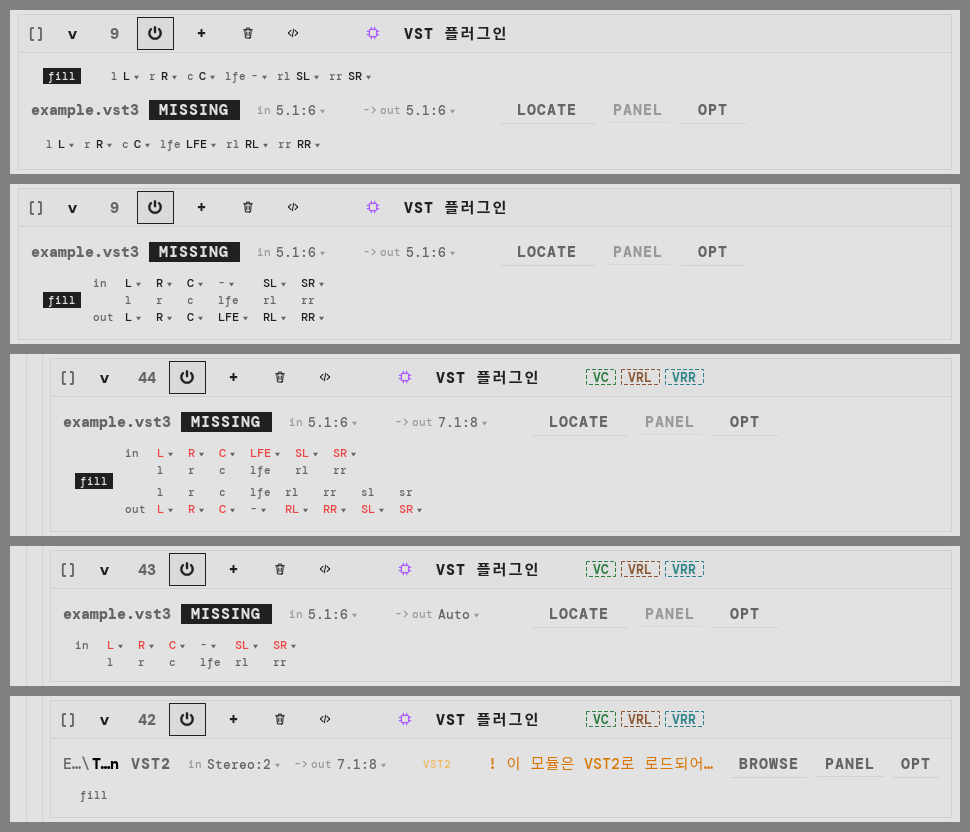 [] v 9 + </> VST 플러그인
fill l L r R c C lfe - rl SL rr SR
example.vst3 MISSING in 5.1:6 -> out 5.1:6 LOCATE PANEL OPT
l L r R c C lfe LFE rl RL rr RR
[] v 9 + </> VST 플러그인
example.vst3 MISSING in 5.1:6 -> out 5.1:6 LOCATE PANEL OPT
in L R C - SL SR
fill l r c lfe rl rr
out L R C LFE RL RR
[] v 44 + </> VST 플러그인 VC VRL VRR
example.vst3 MISSING in 5.1:6 -> out 7.1:8 LOCATE PANEL OPT
in L R C LFE SL SR
l r c lfe rl rr
fill
l r c lfe rl rr sl sr
out L R C - RL RR SL SR
[] v 43 + </> VST 플러그인 VC VRL VRR
example.vst3 MISSING in 5.1:6 -> out Auto LOCATE PANEL OPT
in L R C - SL SR
l r c lfe rl rr
[] v 42 + </> VST 플러그인 VC VRL VRR
E…\T…n VST2 in Stereo:2 -> out 7.1:8 VST2 ! 이 모듈은 VST2로 로드되어… BROWSE PANEL OPT
fill